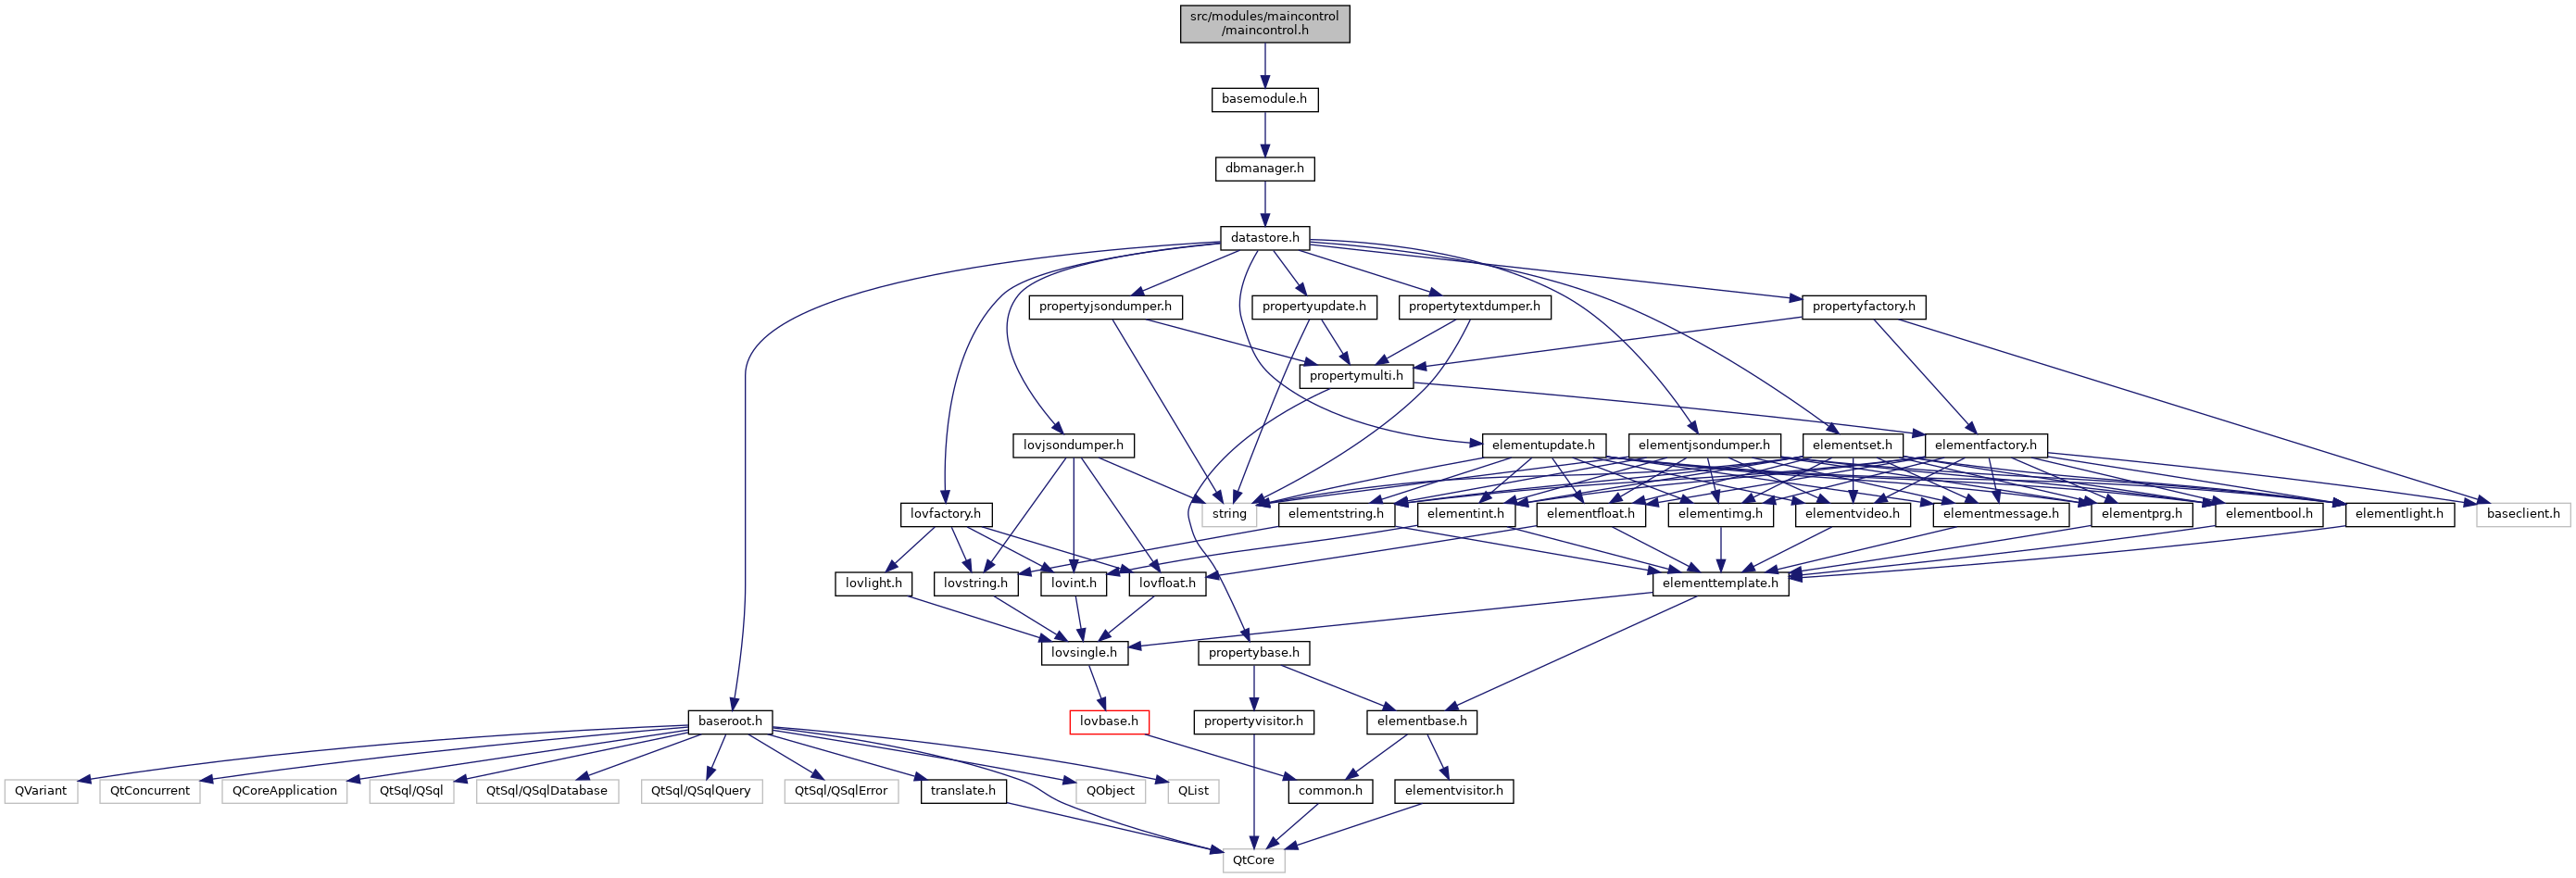 src/modules/maincontrol
/maincontrol.h
basemodule.h
dbmanager.h
datastore.h
propertyjsondumper.h
propertyupdate.h
propertytextdumper.h
propertyfactory.h
propertymulti.h
lovjsondumper.h
elementupdate.h
elementjsondumper.h
elementset.h
elementfactory.h
lovfactory.h
string
elementstring.h
elementint.h
elementfloat.h
elementimg.h
elementvideo.h
elementmessage.h
elementprg.h
elementbool.h
elementlight.h
baseclient.h
lovlight.h
lovstring.h
lovint.h
lovfloat.h
elementtemplate.h
lovsingle.h
propertybase.h
baseroot.h
lovbase.h
propertyvisitor.h
elementbase.h
QVariant
QtConcurrent
QCoreApplication
QtSql/QSql
QtSql/QSqlDatabase
QtSql/QSqlQuery
QtSql/QSqlError
translate.h
QObject
QList
common.h
elementvisitor.h
QtCore